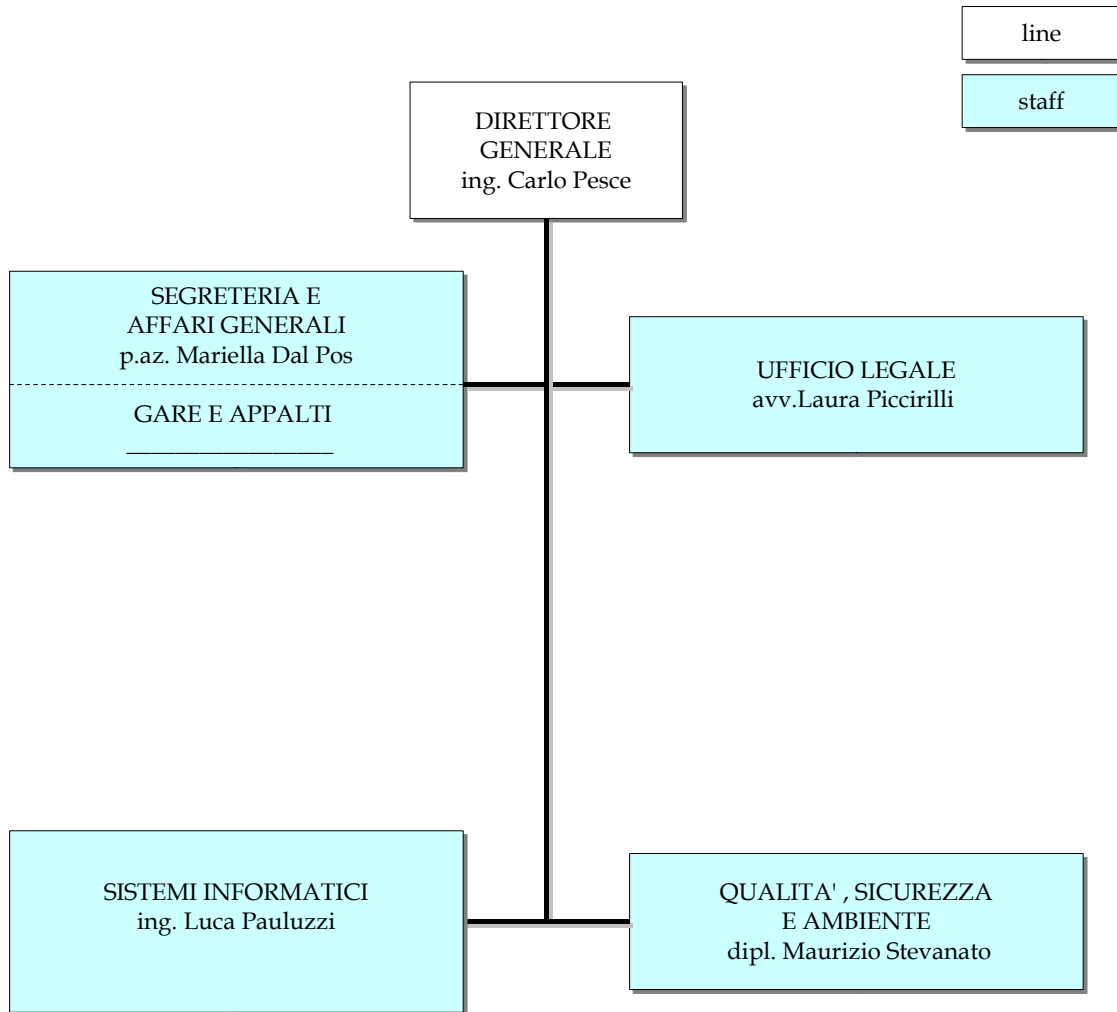 line
staff
DIRETTORE
GENERALE
ing. Carlo Pesce
SEGRETERIA E
AFFARI GENERALI
p.az. Mariella Dal Pos
GARE E APPALTI
___________________
UFFICIO LEGALE
avv.Laura Piccirilli
SISTEMI INFORMATICI
ing. Luca Pauluzzi
QUALITA' , SICUREZZA
E AMBIENTE
dipl. Maurizio Stevanato